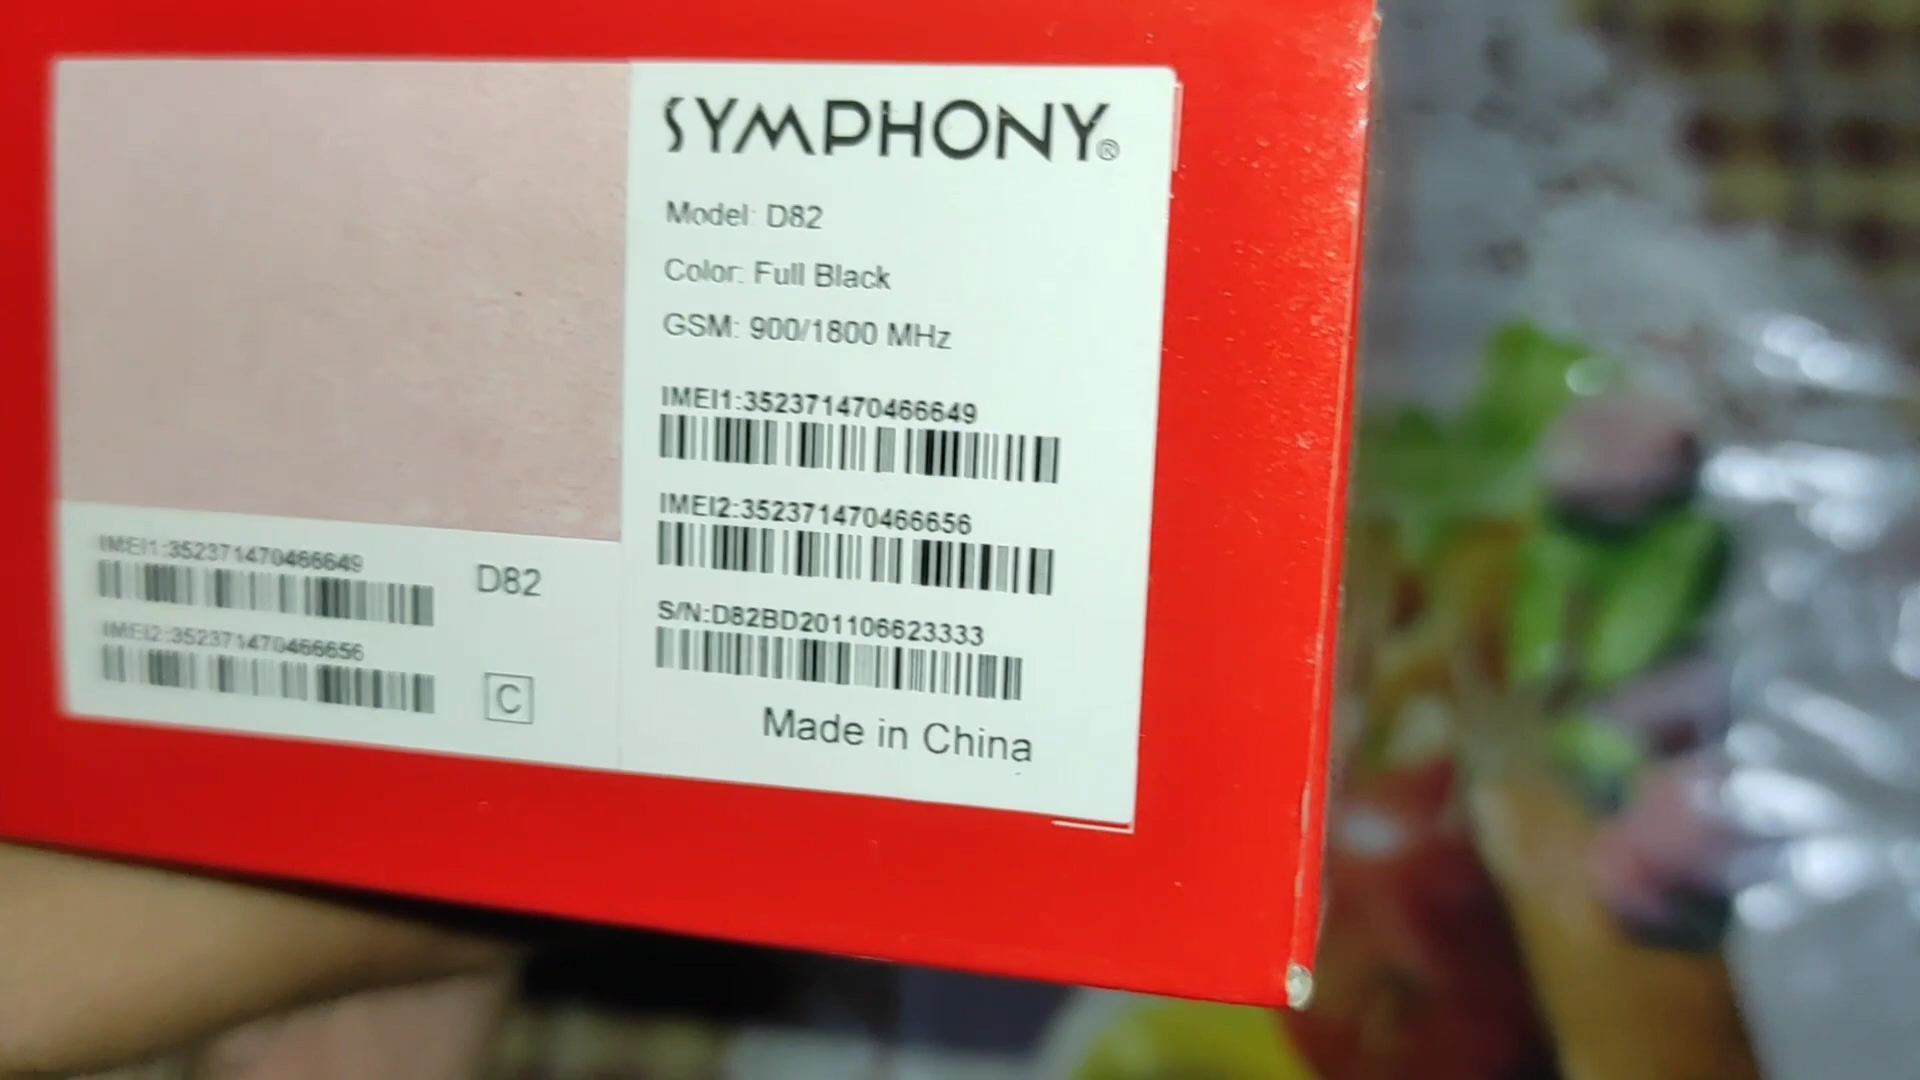 SYMPHONY®
Model: D82
Color: Full Black
GSM: 900/1800 MHz
IMEI1:352371470466649
IMEI2:352371470466656
S/N:D82BD201106623333
Made in China
IMEI1:352371470466649
D82
IMEI2:352371470466656
C